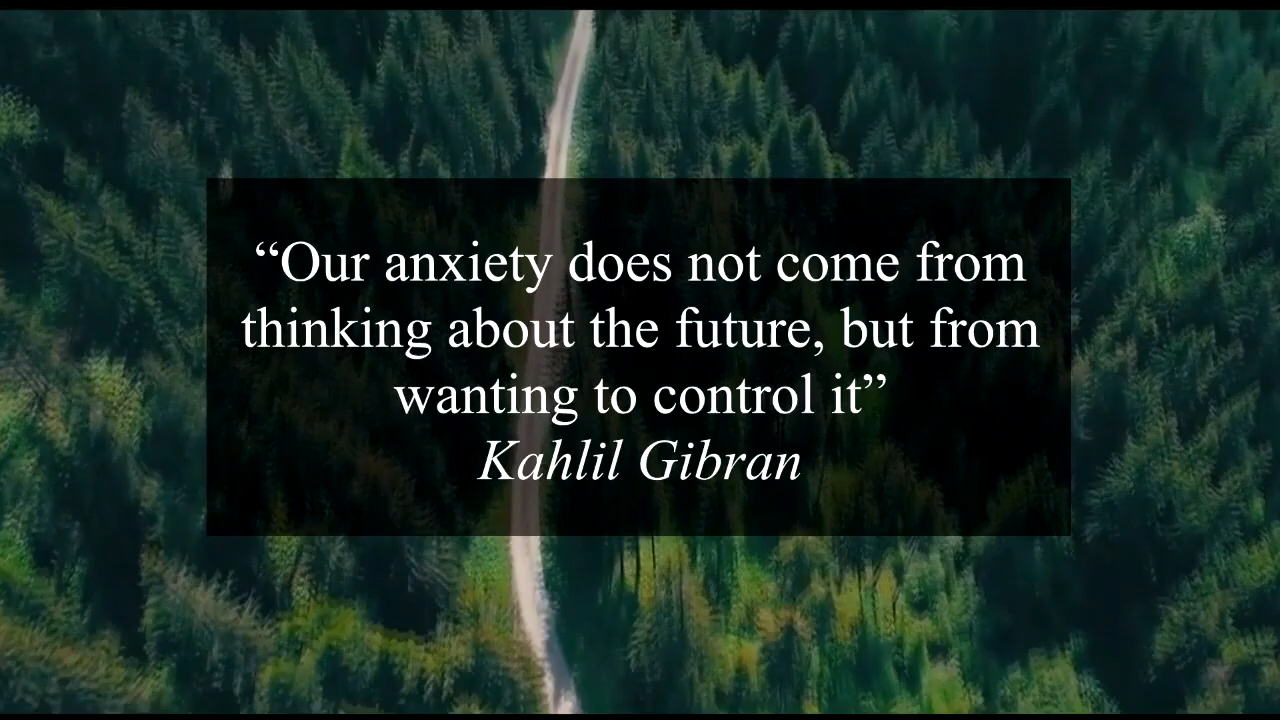 “Our anxiety does not come from
thinking about the future, but from
wanting to control it”
Kahlil Gibran